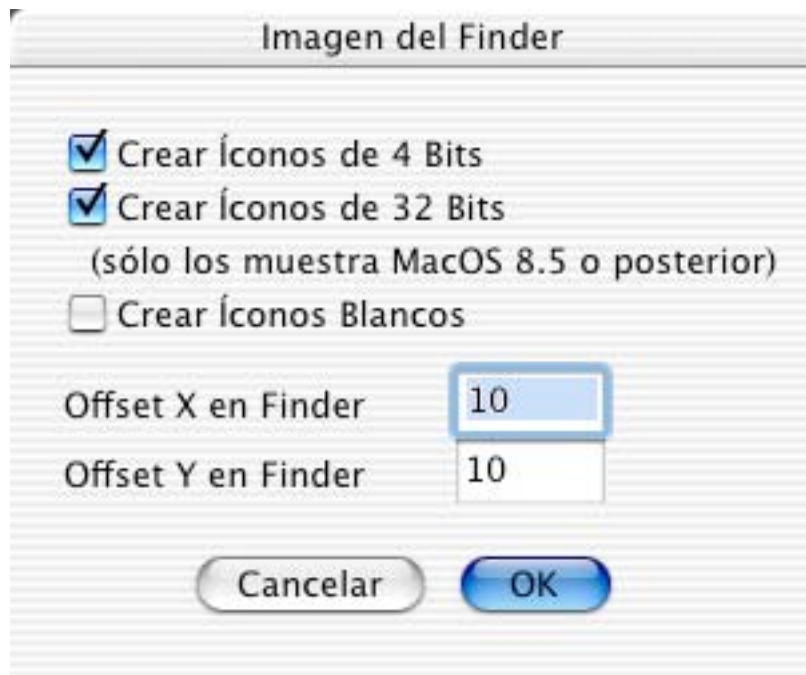 Imagen del Finder
Crear Íconos de 4 Bits
Crear Íconos de 32 Bits
(sólo los muestra MacOS 8.5 o posterior)
Crear Íconos Blancos
Offset X en Finder 10
Offset Y en Finder 10
Cancelar OK